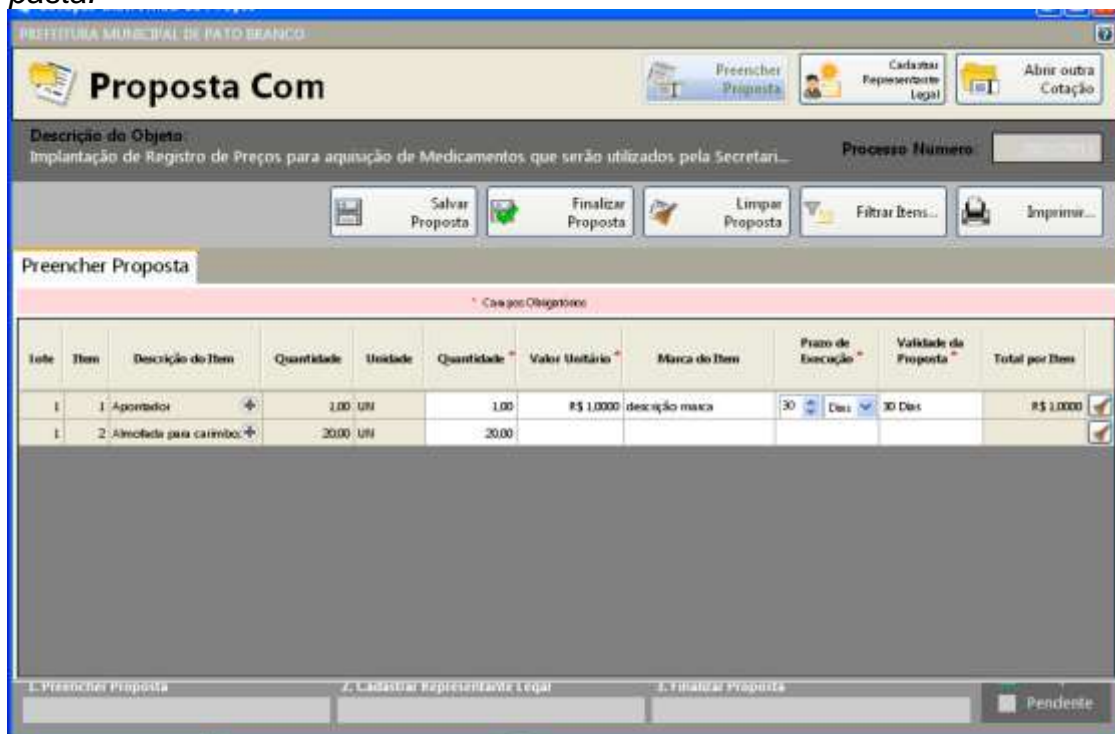 pasta.
PREFEITURA MUNICIPAL DE PATO BRANCO
Proposta Com
Preencher Proposta
Cadastrar Representante Legal
Abrir outra Cotação
Descrição do Objeto:
Implantação de Registro de Preços para aquisição de Medicamentos que serão utilizados pela Secretari...
Processo Numero:
Salvar Proposta
Finalizar Proposta
Limpar Proposta
Filtrar Itens...
Imprimir...
Preencher Proposta
* Campos Obrigatórios
Lote Item Descrição do Item Quantidade Unidade Quantidade * Valor Unitário * Marca do Item Prazo de Execução * Validade da Proposta * Total por Item
1 1 Apontador 1,00 UN 1,00 R$ 1,0000 descrição marca 30 Dias 30 Dias R$ 1,0000
1 2 Almofada para carimbo: 20,00 UN 20,00
1. Preencher Proposta
2. Cadastrar Representante Legal
3. Finalizar Proposta
Pendente